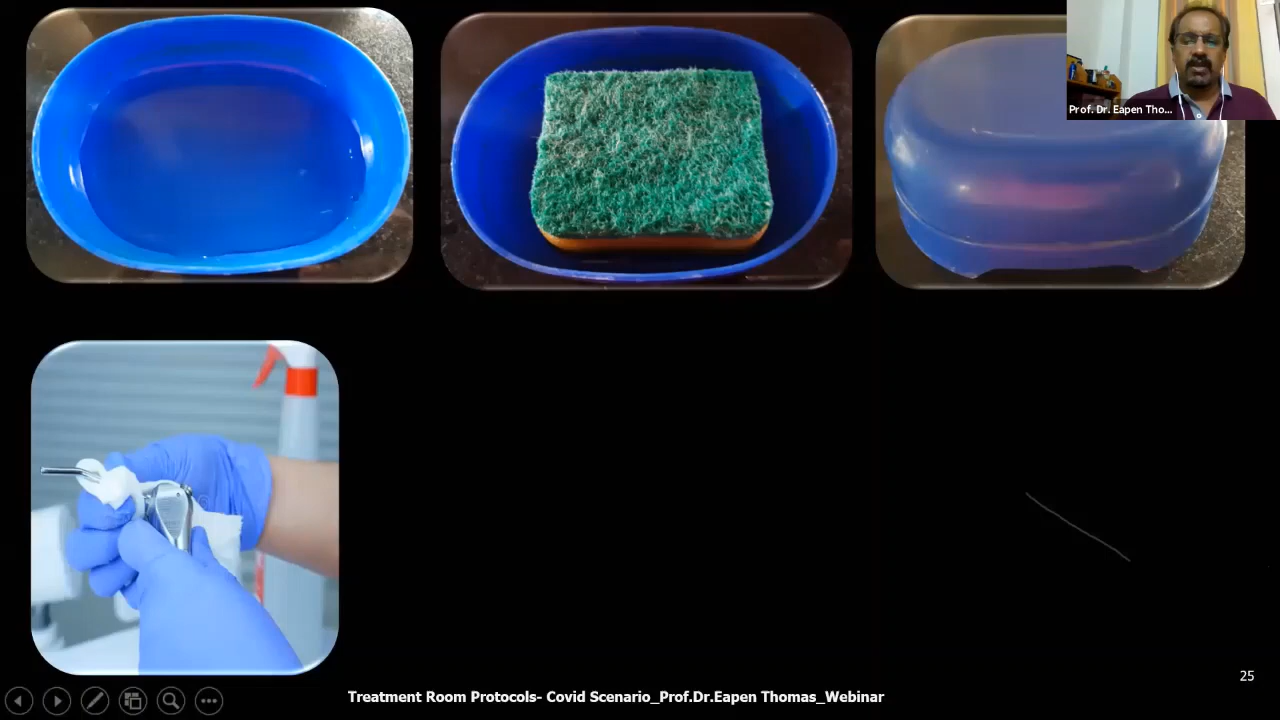 Prof. Dr. Eapen Tho...
25
Treatment Room Protocols- Covid Scenario_Prof.Dr.Eapen Thomas_Webinar